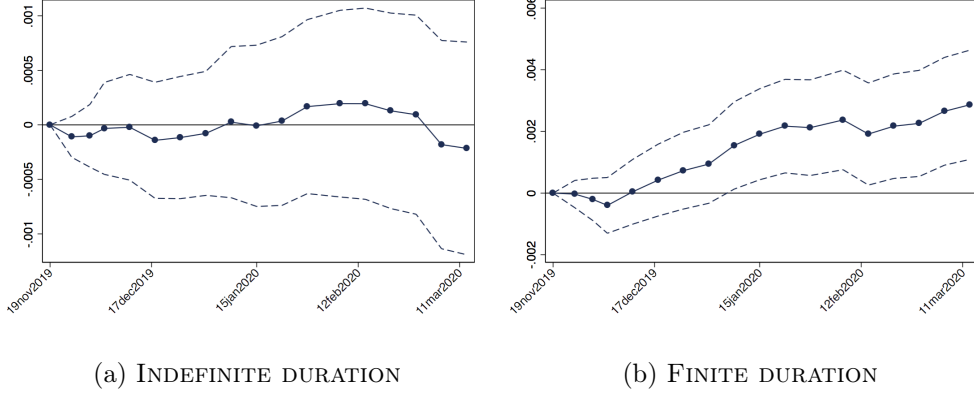 .001
.0005
0
-.0005
-.001
19nov2019
17dec2019
15jan2020
12feb2020
11mar2020
(a) INDEFINITE DURATION
.006
.004
.002
0
-.002
19nov2019
17dec2019
15jan2020
12feb2020
11mar2020
(b) FINITE DURATION